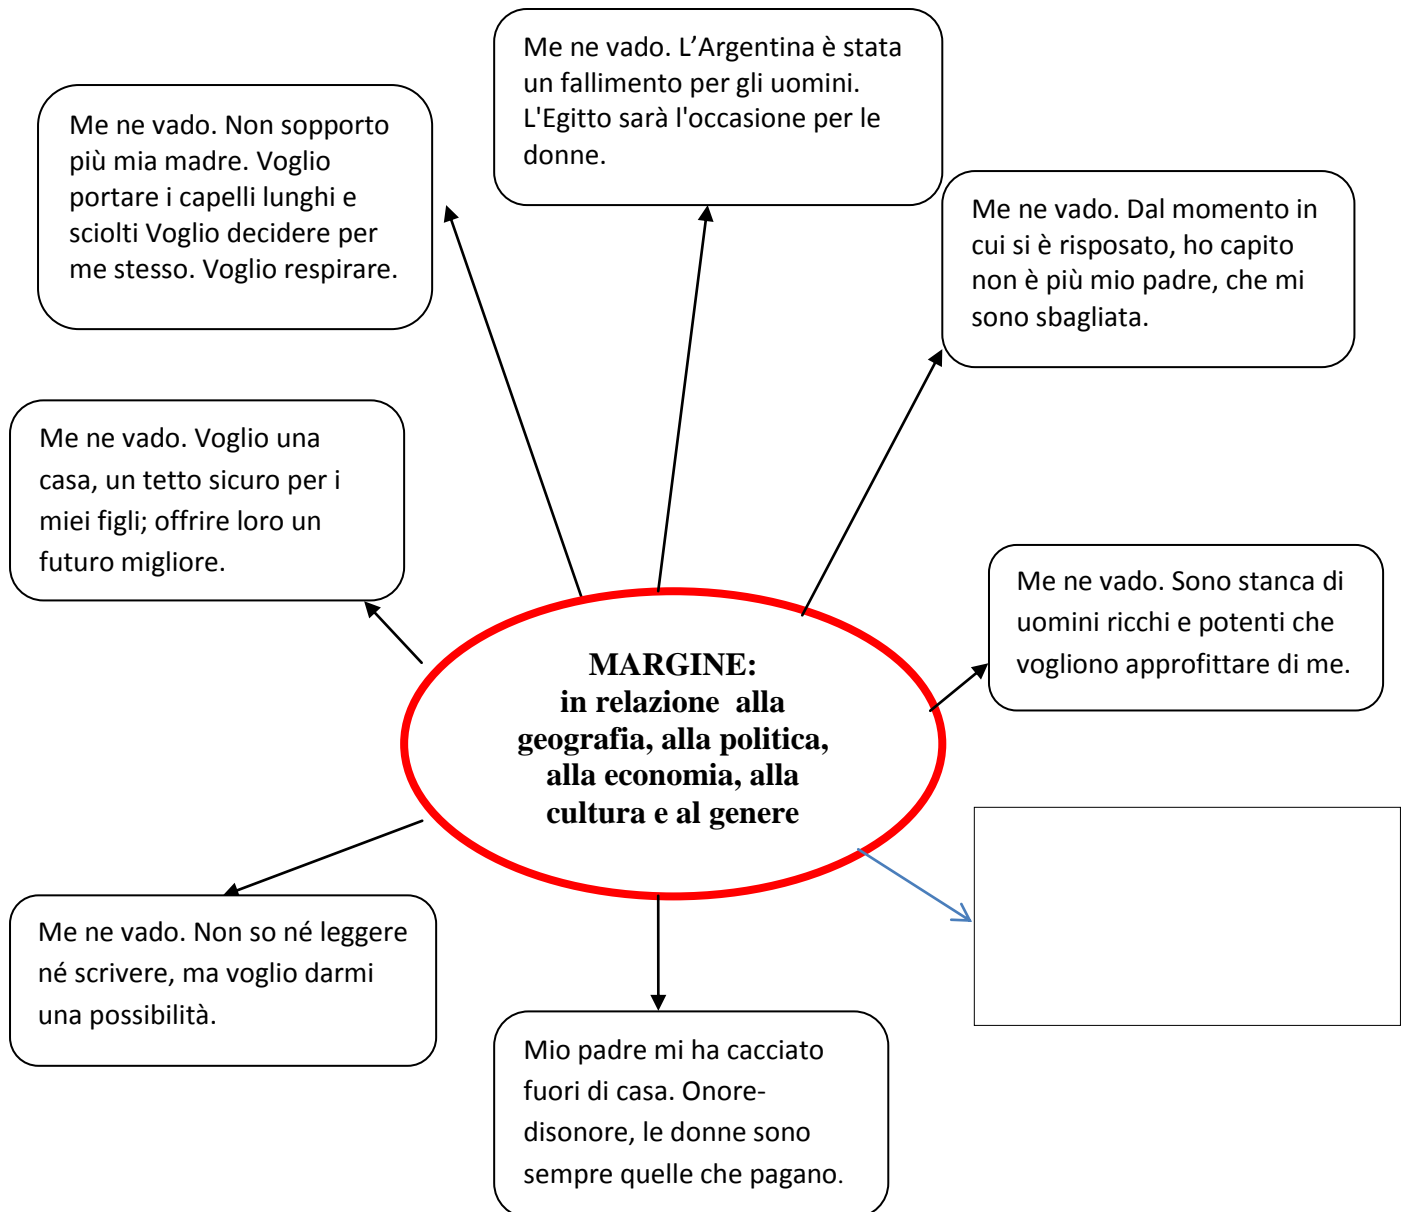 Me ne vado. L’Argentina è stata
un fallimento per gli uomini.
L'Egitto sarà l'occasione per le
donne.
Me ne vado. Non sopporto
più mia madre. Voglio
portare i capelli lunghi e
sciolti Voglio decidere per
me stesso. Voglio respirare.
Me ne vado. Dal momento in
cui si è risposato, ho capito
non è più mio padre, che mi
sono sbagliata.
Me ne vado. Voglio una
casa, un tetto sicuro per i
miei figli; offrire loro un
futuro migliore.
Me ne vado. Sono stanca di
uomini ricchi e potenti che
vogliono approfittare di me.
MARGINE:
in relazione alla
geografia, alla politica,
alla economia, alla
cultura e al genere
Me ne vado. Non so né leggere
né scrivere, ma voglio darmi
una possibilità.
Mio padre mi ha cacciato
fuori di casa. Onore-
disonore, le donne sono
sempre quelle che pagano.